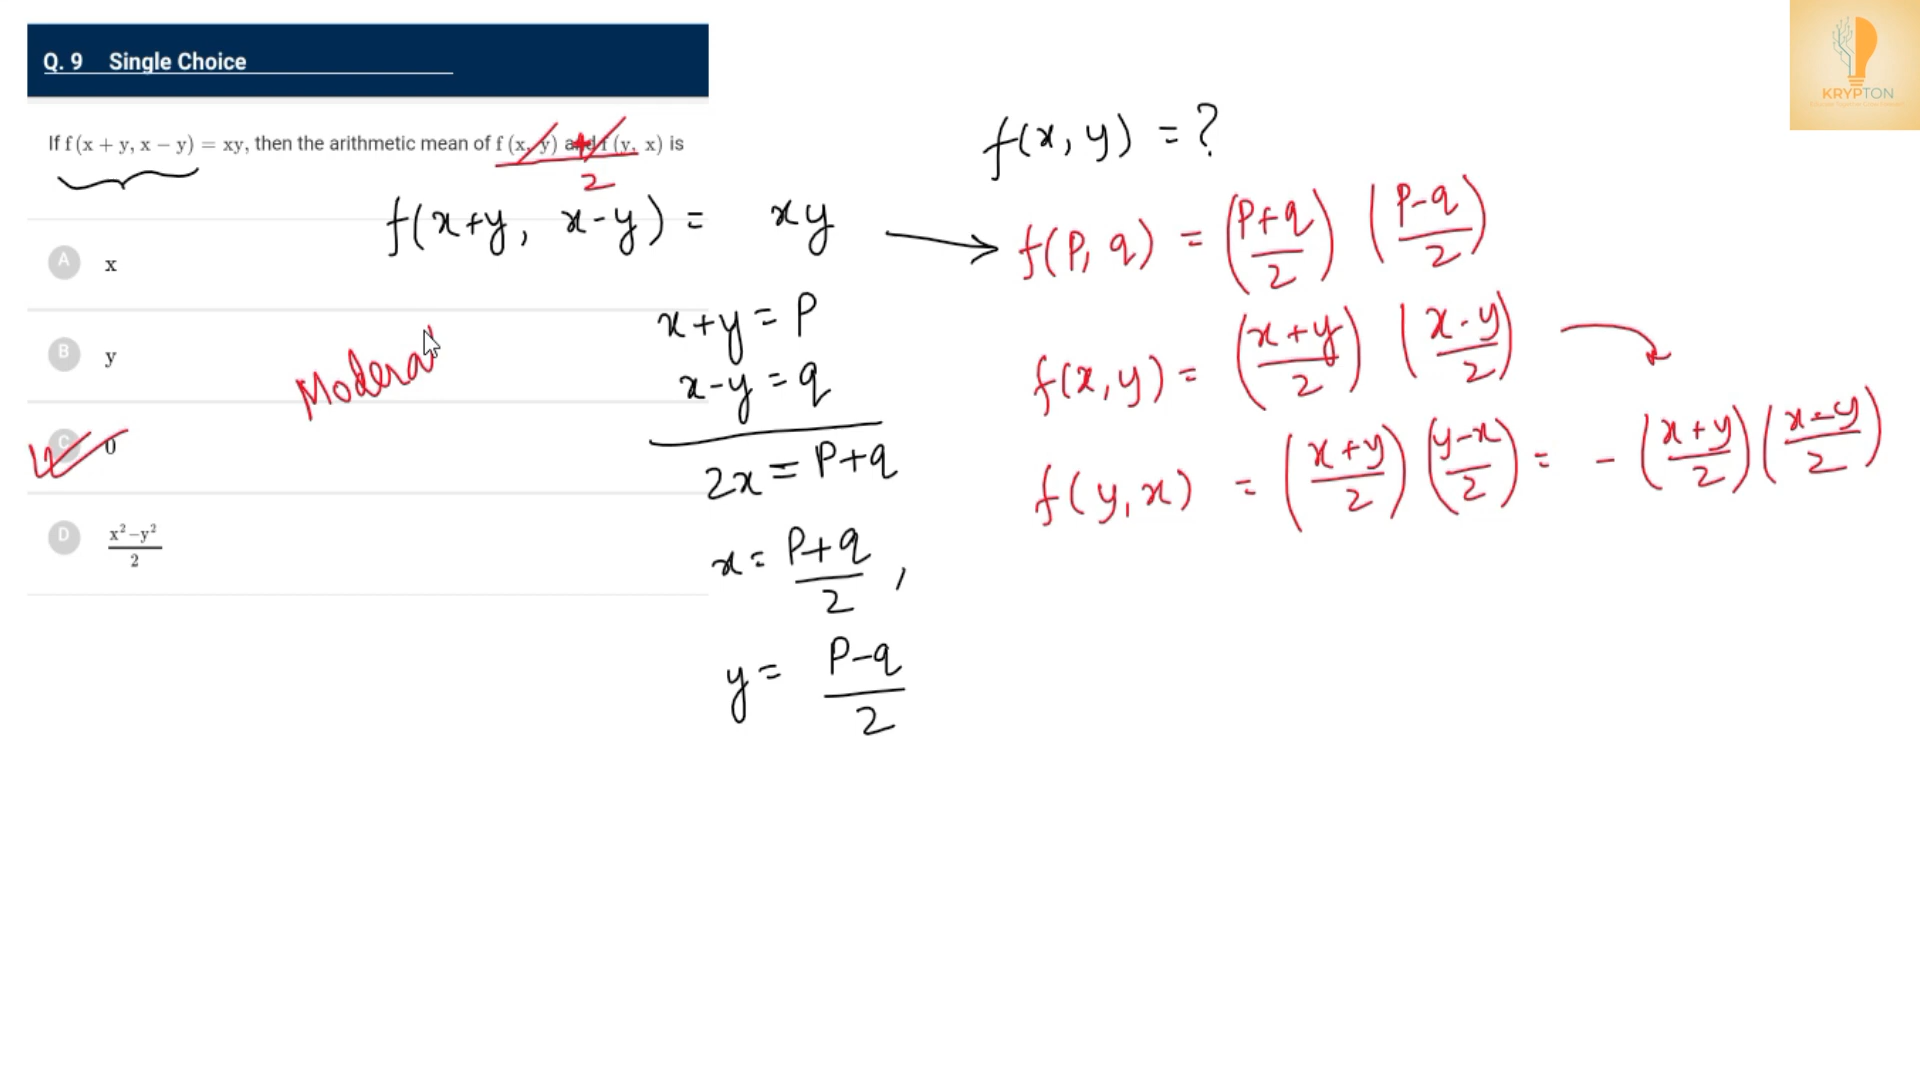 Q. 9 Single Choice
KRYPTON
If f (x + y, x − y) = xy, then the arithmetic mean of f (x, y) and f (y, x) is
+
2
f(x, y) = ?
f(x+y, x-y) = xy
f(P, q) = (P+q/2) (P-q/2)
A x
x+y = P
f(x,y) = (x+y/2) (x-y/2)
B y
Modera
x-y = q
C 0
2x = P+q
f(y,x) = (x+y/2) (y-x/2) = - (x+y/2) (x-y/2)
D x²−y²/2
x = P+q/2 ,
y = P-q/2